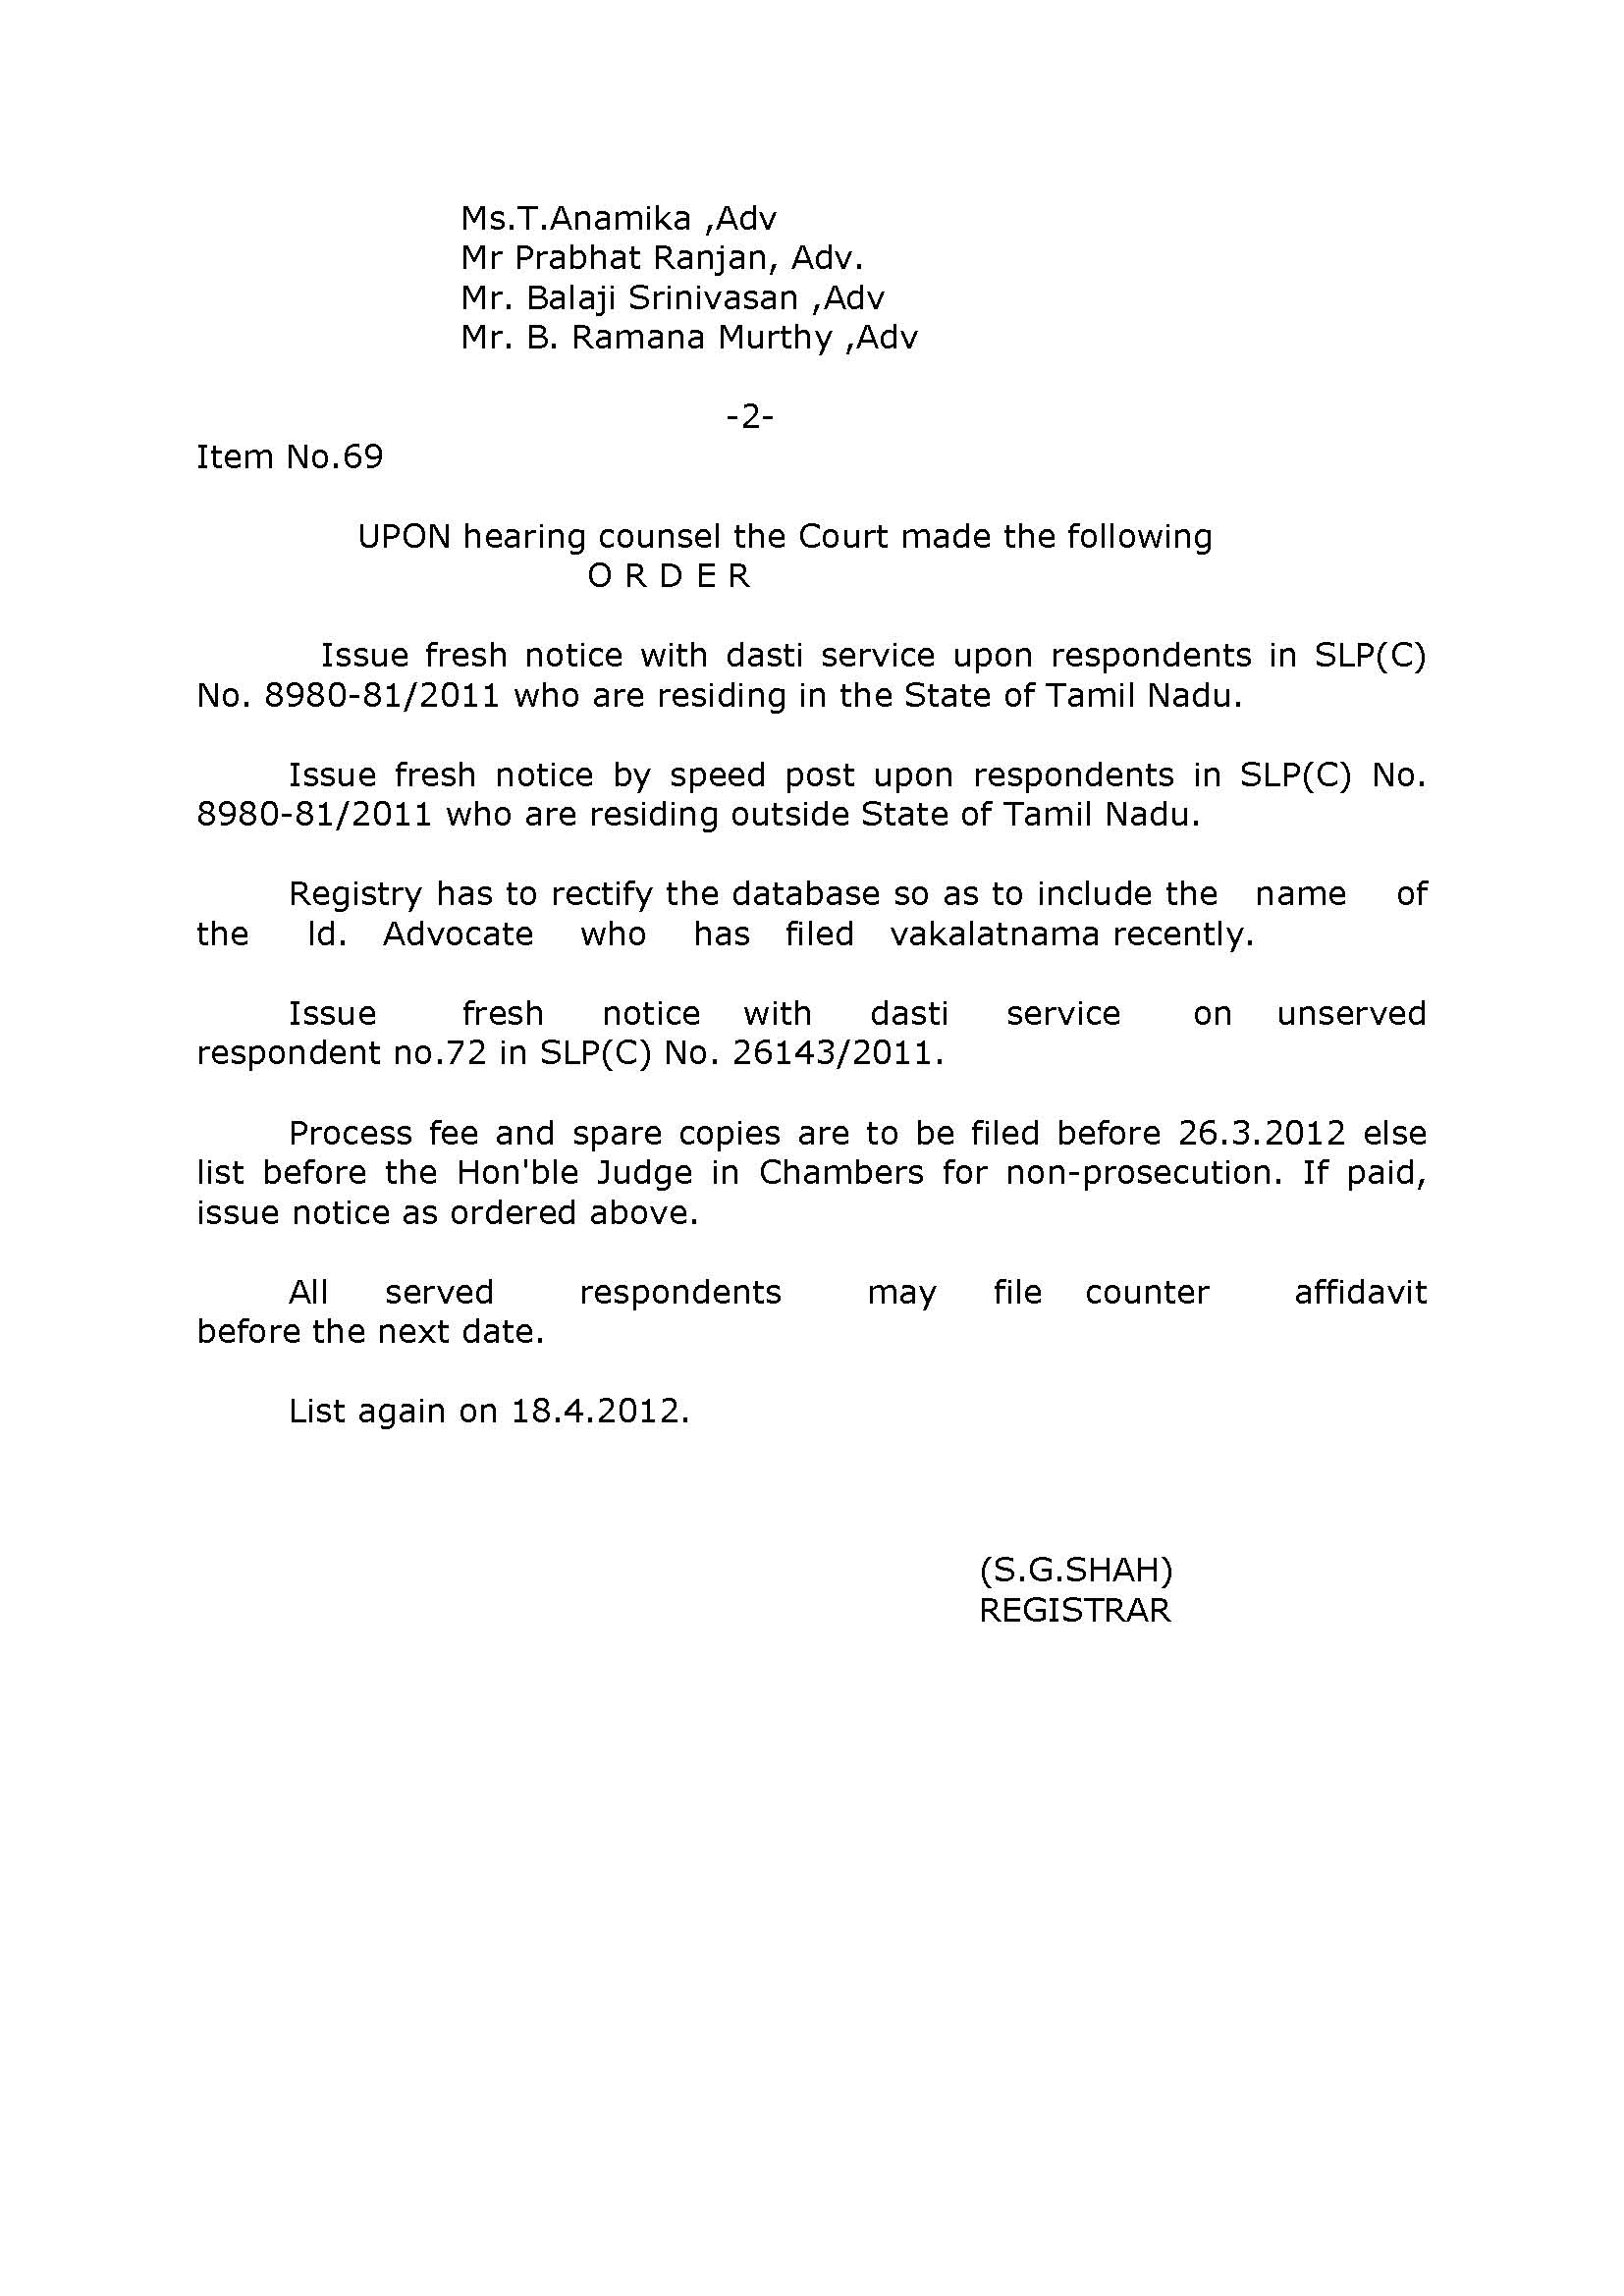 Ms.T.Anamika ,Adv
Mr Prabhat Ranjan, Adv.
Mr. Balaji Srinivasan ,Adv
Mr. B. Ramana Murthy ,Adv
-2-
Item No.69
UPON hearing counsel the Court made the following
O R D E R
Issue fresh notice with dasti service upon respondents in SLP(C)
No. 8980-81/2011 who are residing in the State of Tamil Nadu.
Issue fresh notice by speed post upon respondents in SLP(C) No.
8980-81/2011 who are residing outside State of Tamil Nadu.
Registry has to rectify the database so as to include the name of
the ld. Advocate who has filed vakalatnama recently.
Issue fresh notice with dasti service on unserved
respondent no.72 in SLP(C) No. 26143/2011.
Process fee and spare copies are to be filed before 26.3.2012 else
list before the Hon'ble Judge in Chambers for non-prosecution. If paid,
issue notice as ordered above.
All served respondents may file counter affidavit
before the next date.
List again on 18.4.2012.
(S.G.SHAH)
REGISTRAR